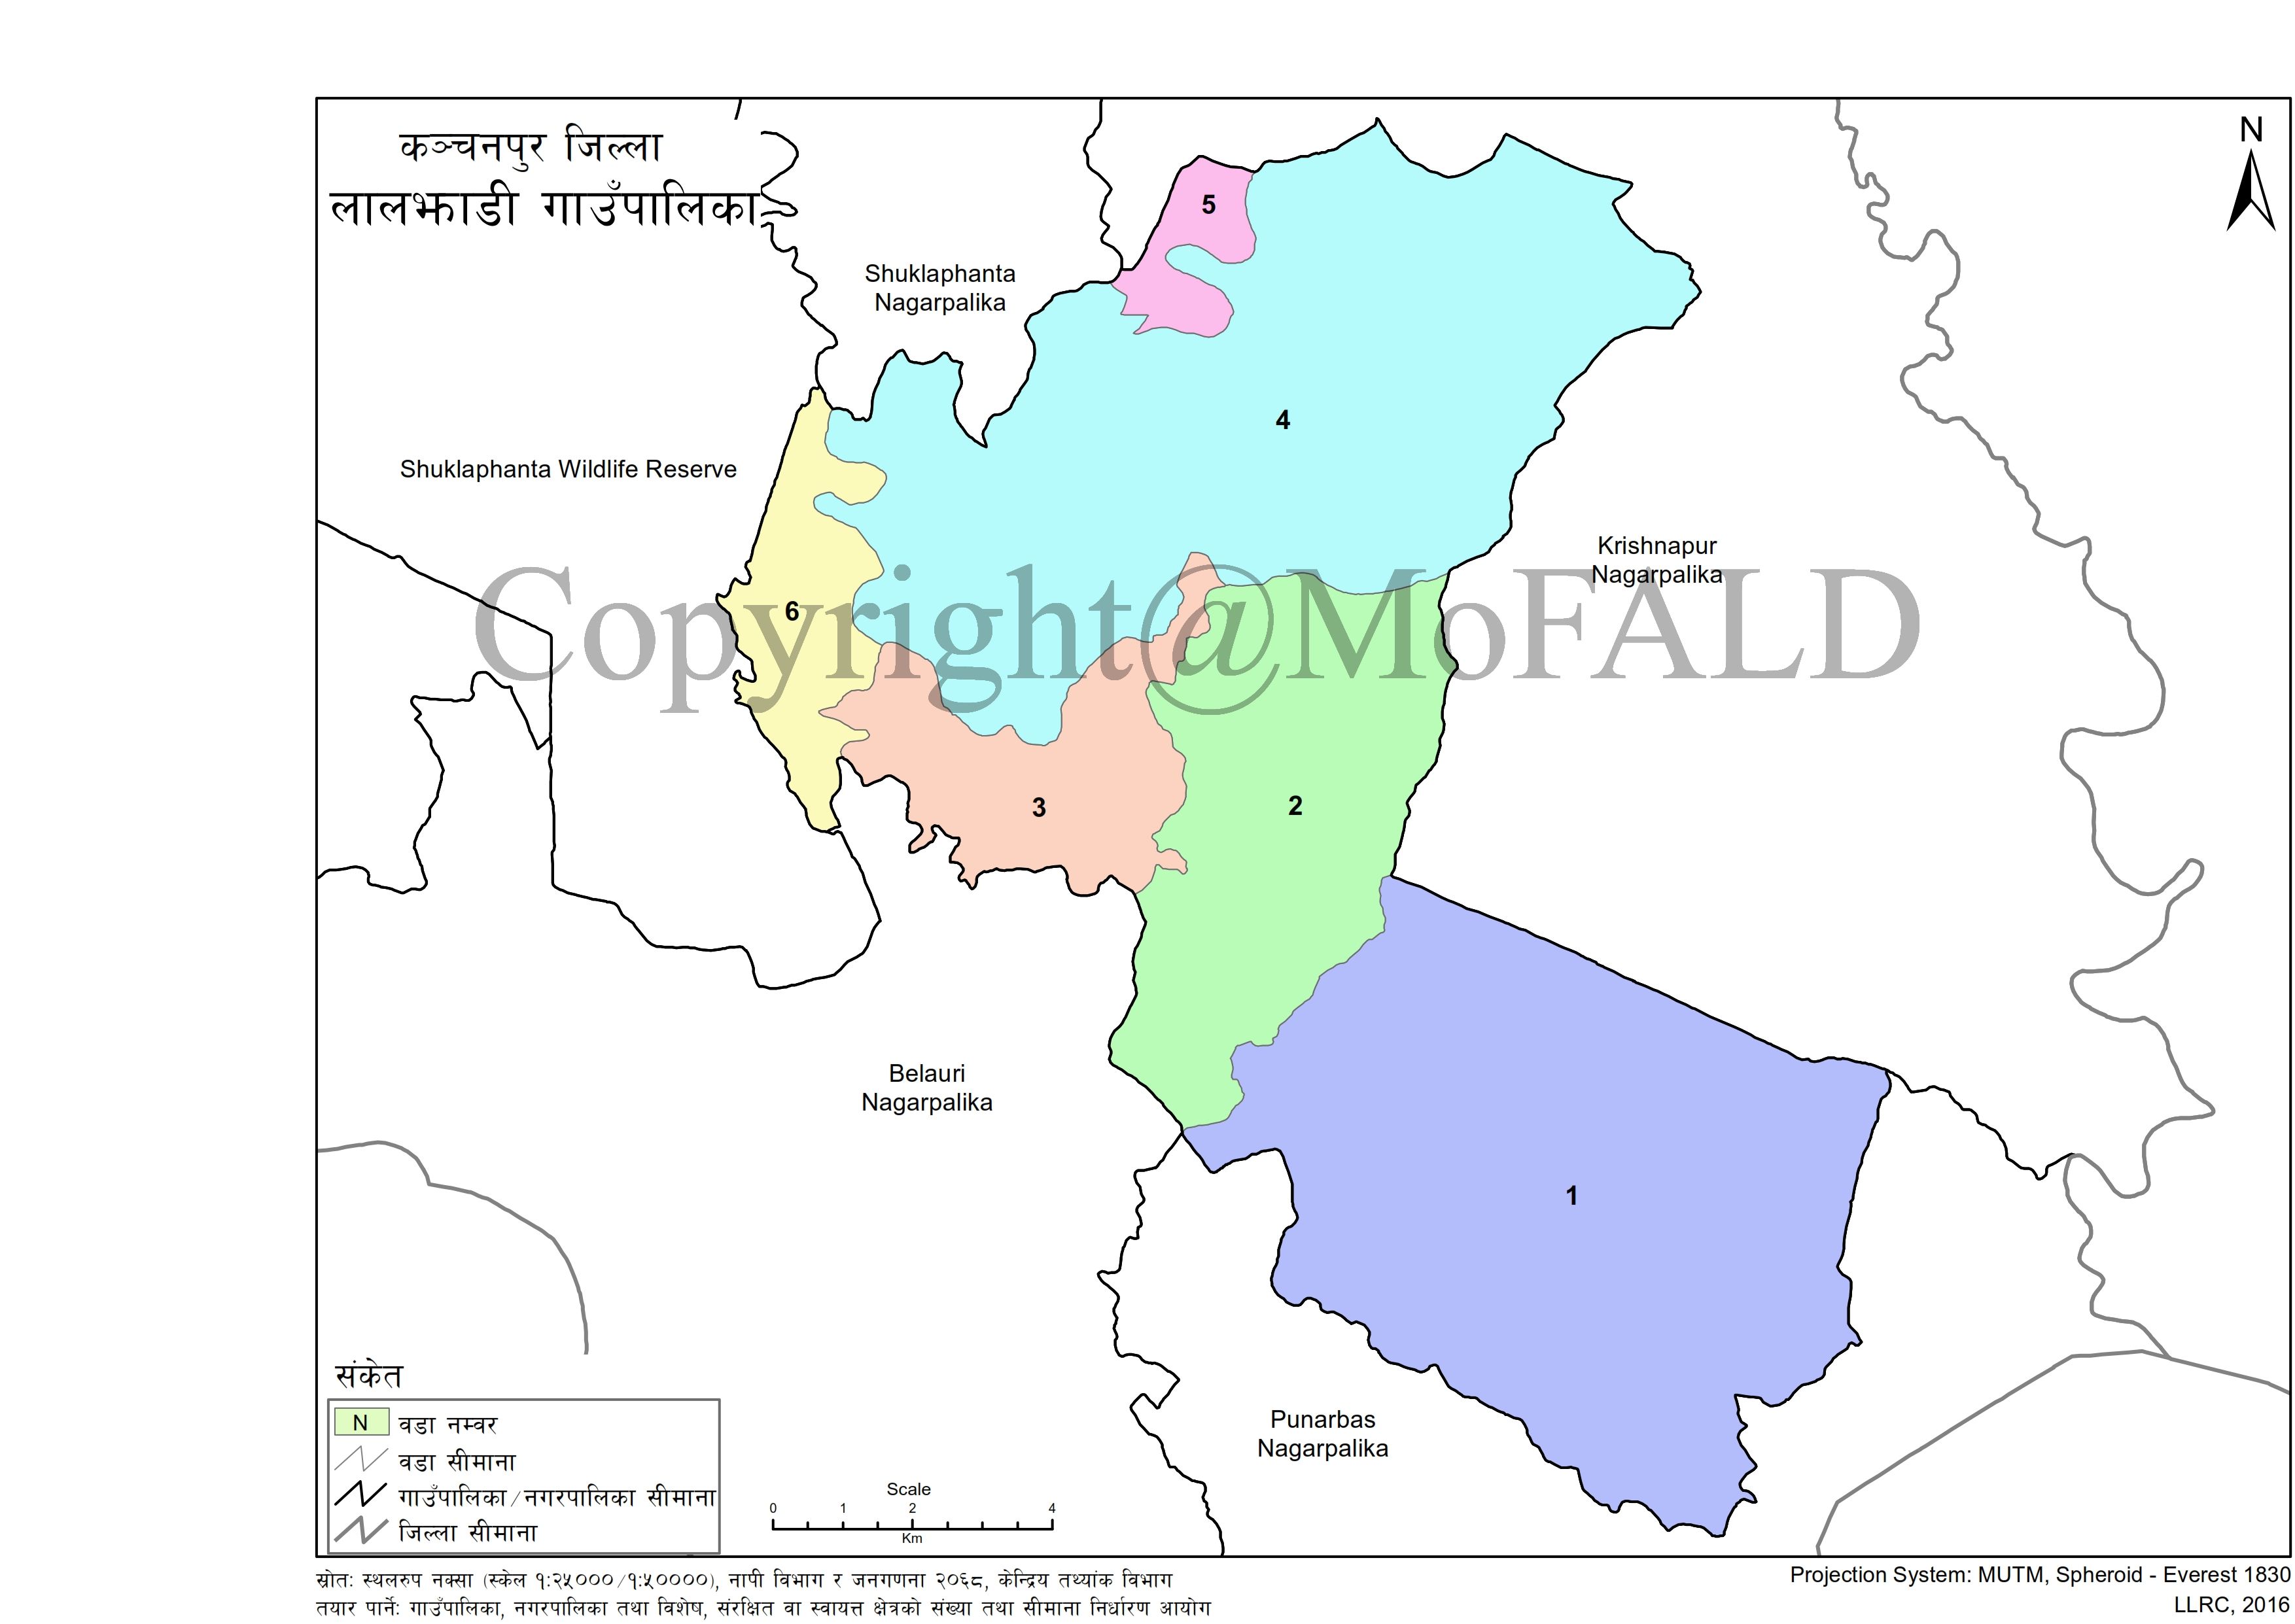 कञ्चनपुर जिल्ला
लालझाडी गाउँपालिका
N
5
Shuklaphanta
Nagarpalika
4
Shuklaphanta Wildlife Reserve
Krishnapur
Nagarpalika
6
Copyright@MoFALD
3
2
Belauri
Nagarpalika
1
Punarbas
Nagarpalika
संकेत
N वडा नम्वर
वडा सीमाना
गाउँपालिका/नगरपालिका सीमाना
जिल्ला सीमाना
Scale
0 1 2 4
Km
स्रोतः स्थलरुप नक्सा (स्केल १:२५०००/१:५००००), नापी विभाग र जनगणना २०६८, केन्द्रिय तथ्यांक विभाग
तयार पार्नेः गाउँपालिका, नगरपालिका तथा विशेष, संरक्षित वा स्वायत्त क्षेत्रको संख्या तथा सीमाना निर्धारण आयोग
Projection System: MUTM, Spheroid - Everest 1830
LLRC, 2016